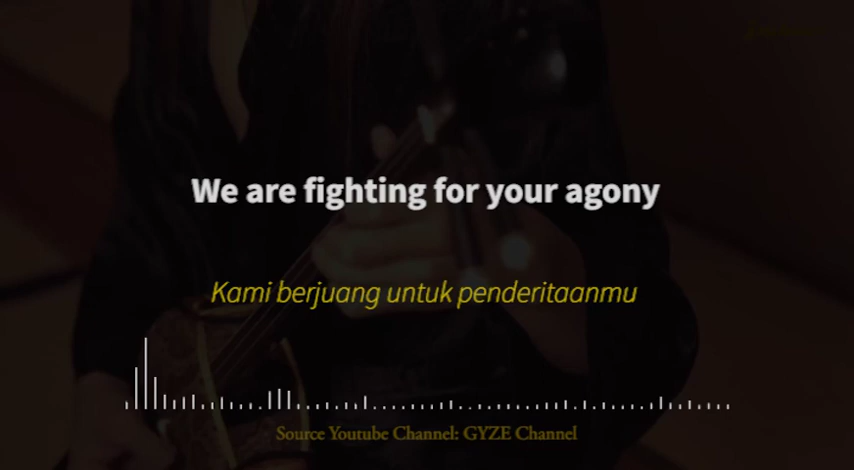 We are fighting for your agony
Kami berjuang untuk penderitaanmu
Source Youtube Channel: GYZE Channel